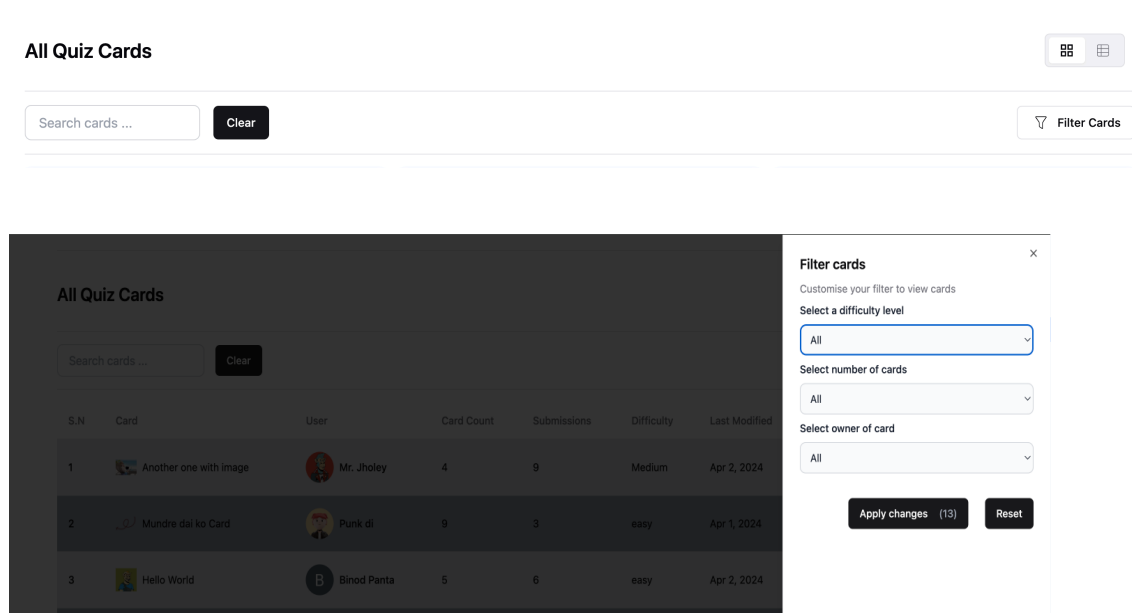 All Quiz Cards
Search cards ...
Clear
Filter Cards
Filter cards
Customise your filter to view cards
Select a difficulty level
All
Select number of cards
All
Select owner of card
All
Apply changes (13)
Reset
All Quiz Cards
Search cards ...
Clear
S.N Card User Card Count Submissions Difficulty Last Modified
1 Another one with image Mr. Jholey 4 9 Medium Apr 2, 2024
2 Mundre dai ko Card Punk di 9 3 easy Apr 1, 2024
3 Hello World B Binod Panta 5 6 easy Apr 2, 2024